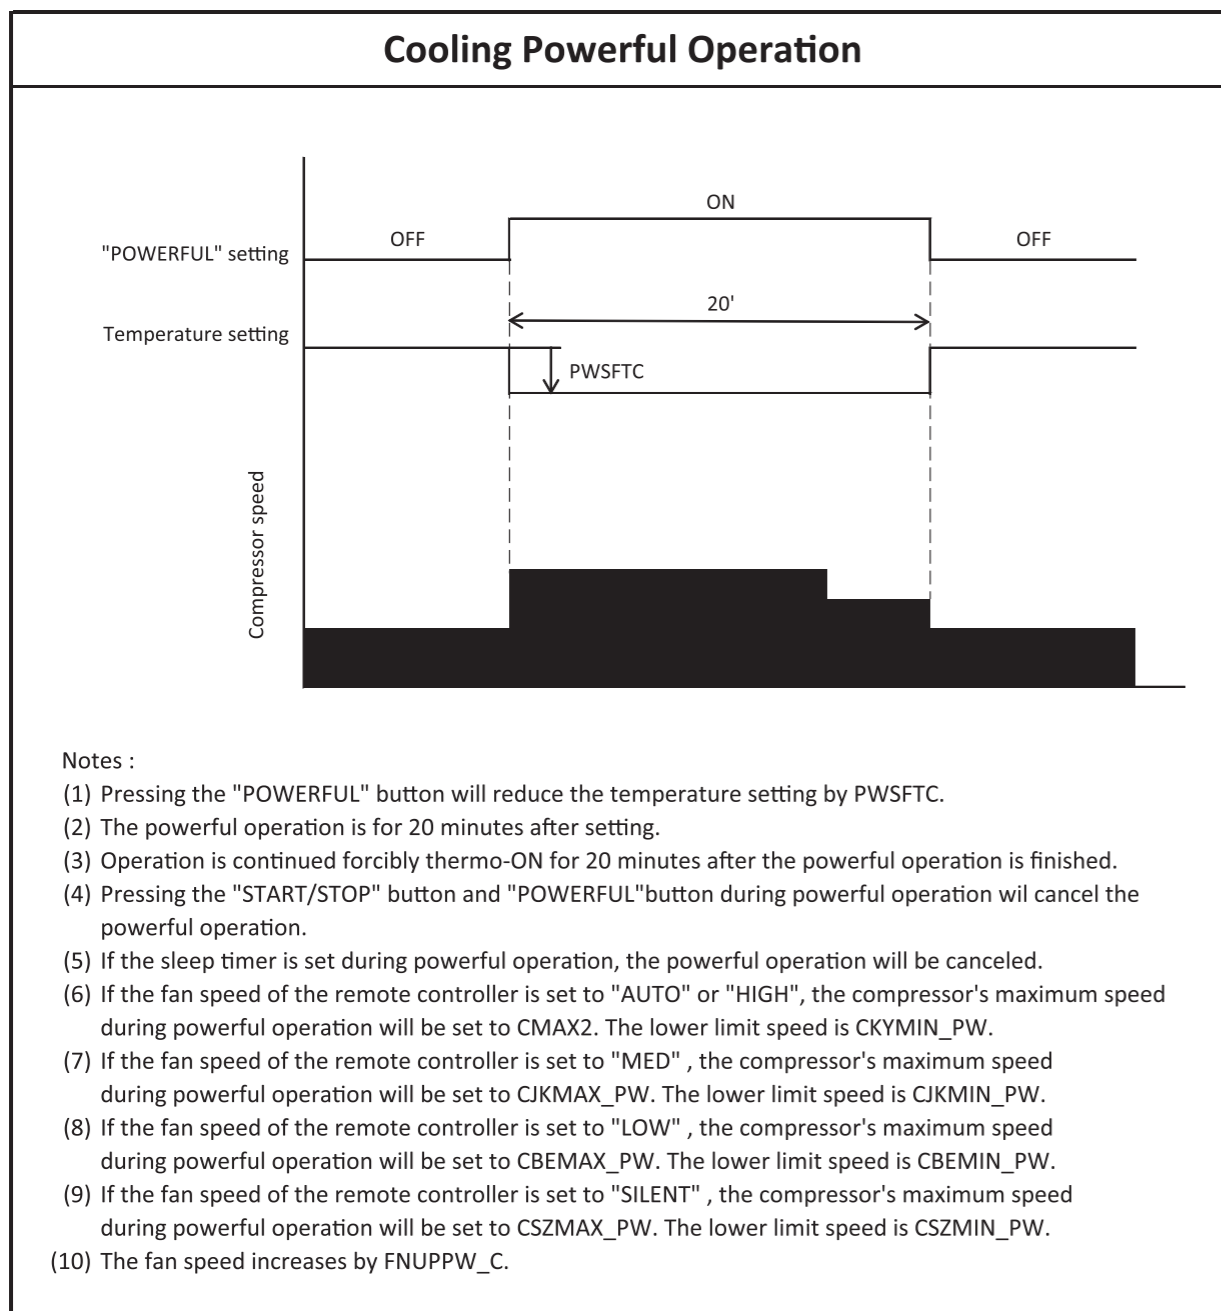 Cooling Powerful Operation
ON
OFF
OFF
"POWERFUL" setting
20'
Temperature setting
PWSFTC
Compressor speed
Notes :
(1) Pressing the "POWERFUL" button will reduce the temperature setting by PWSFTC.
(2) The powerful operation is for 20 minutes after setting.
(3) Operation is continued forcibly thermo-ON for 20 minutes after the powerful operation is finished.
(4) Pressing the "START/STOP" button and "POWERFUL"button during powerful operation wil cancel the
powerful operation.
(5) If the sleep timer is set during powerful operation, the powerful operation will be canceled.
(6) If the fan speed of the remote controller is set to "AUTO" or "HIGH", the compressor's maximum speed
during powerful operation will be set to CMAX2. The lower limit speed is CKYMIN_PW.
(7) If the fan speed of the remote controller is set to "MED" , the compressor's maximum speed
during powerful operation will be set to CJKMAX_PW. The lower limit speed is CJKMIN_PW.
(8) If the fan speed of the remote controller is set to "LOW" , the compressor's maximum speed
during powerful operation will be set to CBEMAX_PW. The lower limit speed is CBEMIN_PW.
(9) If the fan speed of the remote controller is set to "SILENT" , the compressor's maximum speed
during powerful operation will be set to CSZMAX_PW. The lower limit speed is CSZMIN_PW.
(10) The fan speed increases by FNUPPW_C.